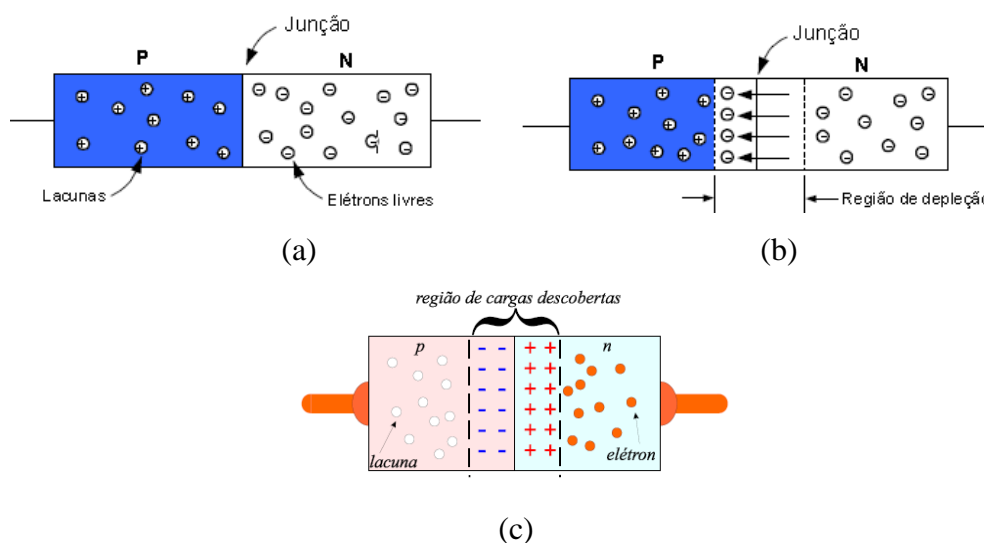 Junção
P
N
Lacunas
Elétrons livres
(a)
Junção
P
N
Região de depleção
(b)
região de cargas descobertas
p
n
lacuna
elétron
(c)